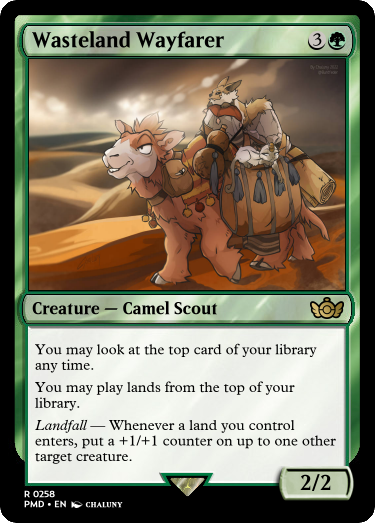 Wasteland Wayfarer 3
Creature — Camel Scout
You may look at the top card of your library
any time.
You may play lands from the top of your
library.
Landfall — Whenever a land you control
enters, put a +1/+1 counter on up to one other
target creature.
2/2
R 0258
PMD • EN CHALUNY